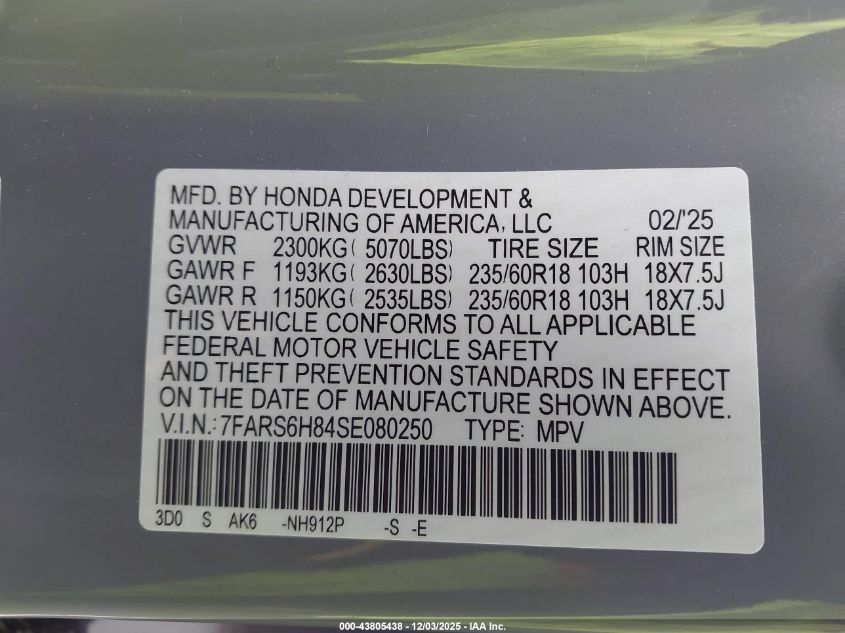 MFD. BY HONDA DEVELOPMENT &
MANUFACTURING OF AMERICA, LLC 02/'25
GVWR 2300KG( 5070LBS) TIRE SIZE RIM SIZE
GAWR F 1193KG( 2630LBS) 235/60R18 103H 18X7.5J
GAWR R 1150KG( 2535LBS) 235/60R18 103H 18X7.5J
THIS VEHICLE CONFORMS TO ALL APPLICABLE
FEDERAL MOTOR VEHICLE SAFETY
AND THEFT PREVENTION STANDARDS IN EFFECT
ON THE DATE OF MANUFACTURE SHOWN ABOVE.
V.I.N.: 7FARS6H84SE080250 TYPE: MPV
3D0 S AK6 -NH912P -S -E
000-43805438 - 12/03/2025 - IAA Inc.